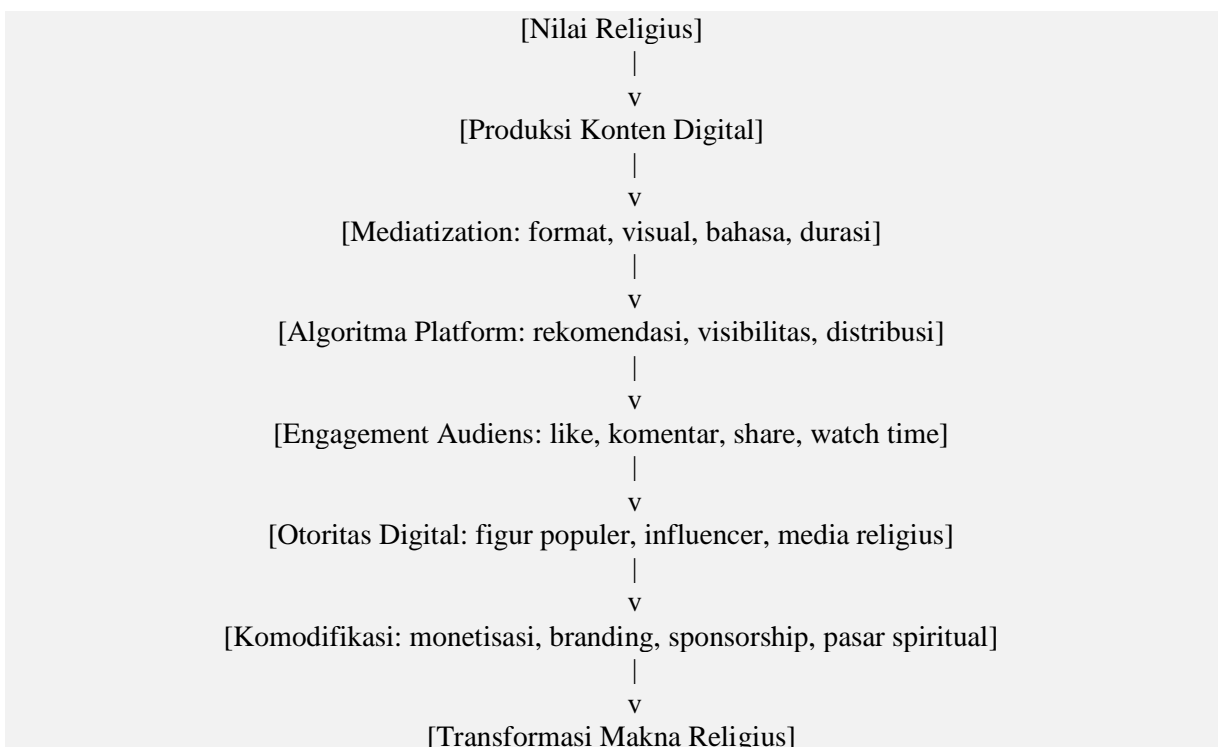 [Nilai Religius]
|
v
[Produksi Konten Digital]
|
v
[Mediatization: format, visual, bahasa, durasi]
|
v
[Algoritma Platform: rekomendasi, visibilitas, distribusi]
|
v
[Engagement Audiens: like, komentar, share, watch time]
|
v
[Otoritas Digital: figur populer, influencer, media religius]
|
v
[Komodifikasi: monetisasi, branding, sponsorship, pasar spiritual]
|
v
[Transformasi Makna Religius]